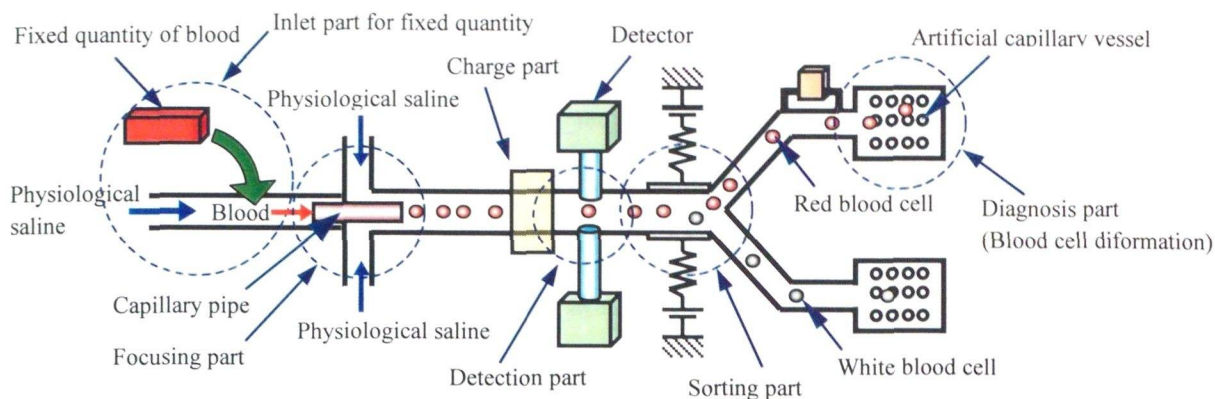 Fixed quantity of blood
Inlet part for fixed quantity
Detector
Artificial capillary vessel
Charge part
Physiological saline
Physiological
saline
Blood
Red blood cell
Diagnosis part
(Blood cell diformation)
Capillary pipe
Physiological saline
Focusing part
Detection part
Sorting part
White blood cell